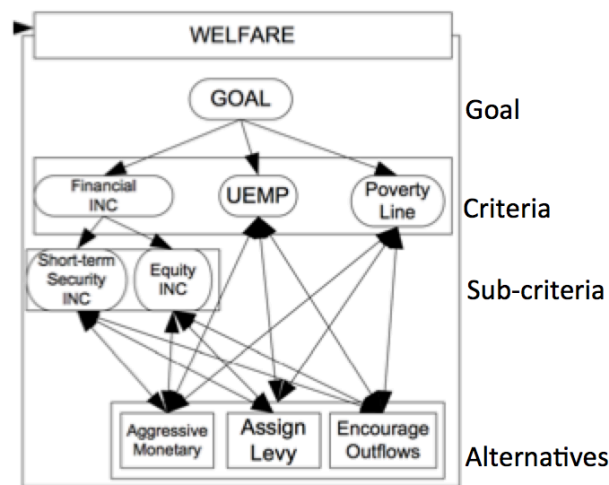 WELFARE
GOAL
Goal
Financial
INC
UEMP
Poverty
Line
Criteria
Short-term
Security
INC
Equity
INC
Sub-criteria
Aggressive
Monetary
Assign
Levy
Encourage
Outflows
Alternatives